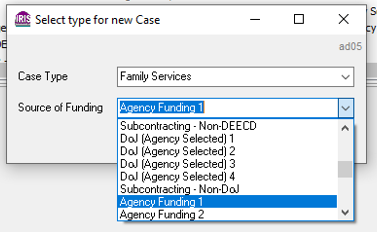 IRIS Select type for new Case
ad05
Case Type Family Services
Source of Funding Agency Funding 1
Subcontracting - Non-DEECD
DoJ (Agency Selected) 1
DoJ (Agency Selected) 2
DoJ (Agency Selected) 3
DoJ (Agency Selected) 4
Subcontracting - Non-DoJ
Agency Funding 1
Agency Funding 2